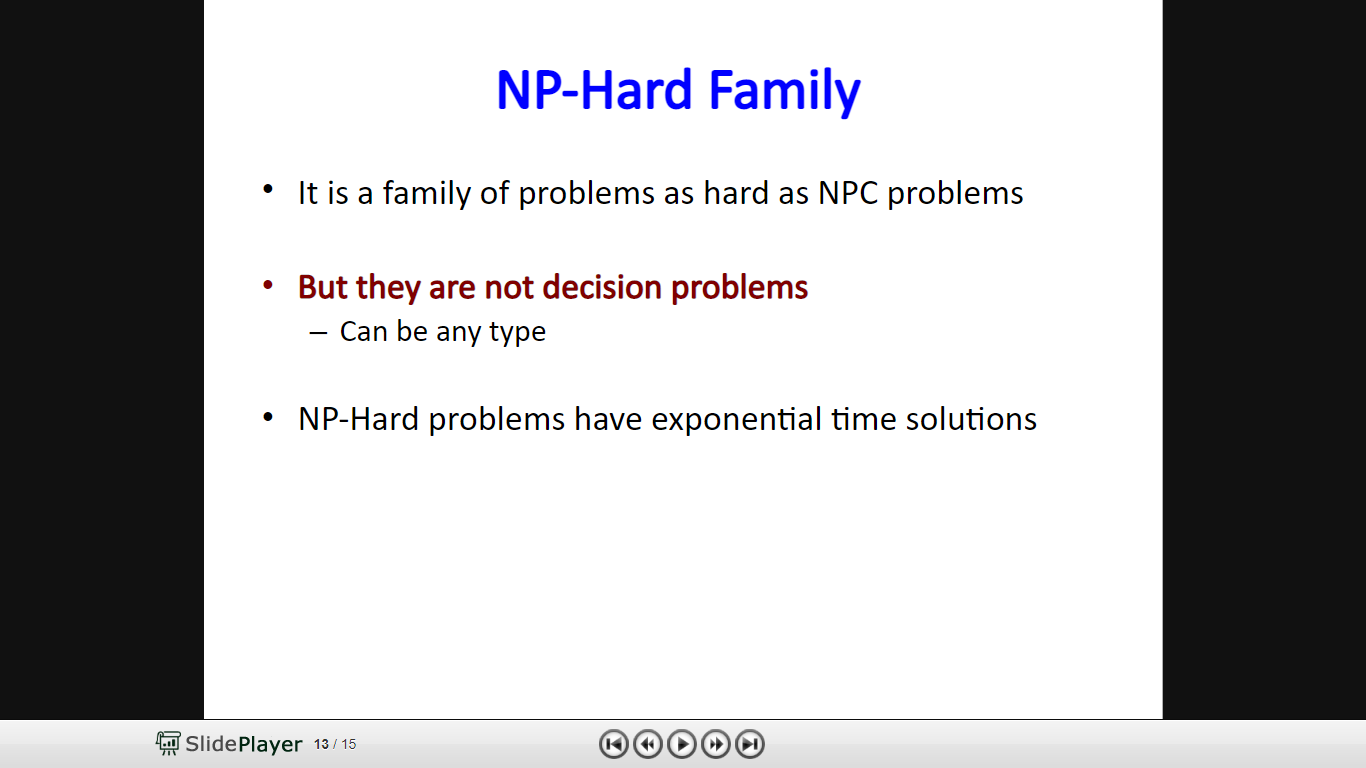 NP-Hard Family
• It is a family of problems as hard as NPC problems
• But they are not decision problems
– Can be any type
• NP-Hard problems have exponential time solutions
SlidePlayer 13 / 15